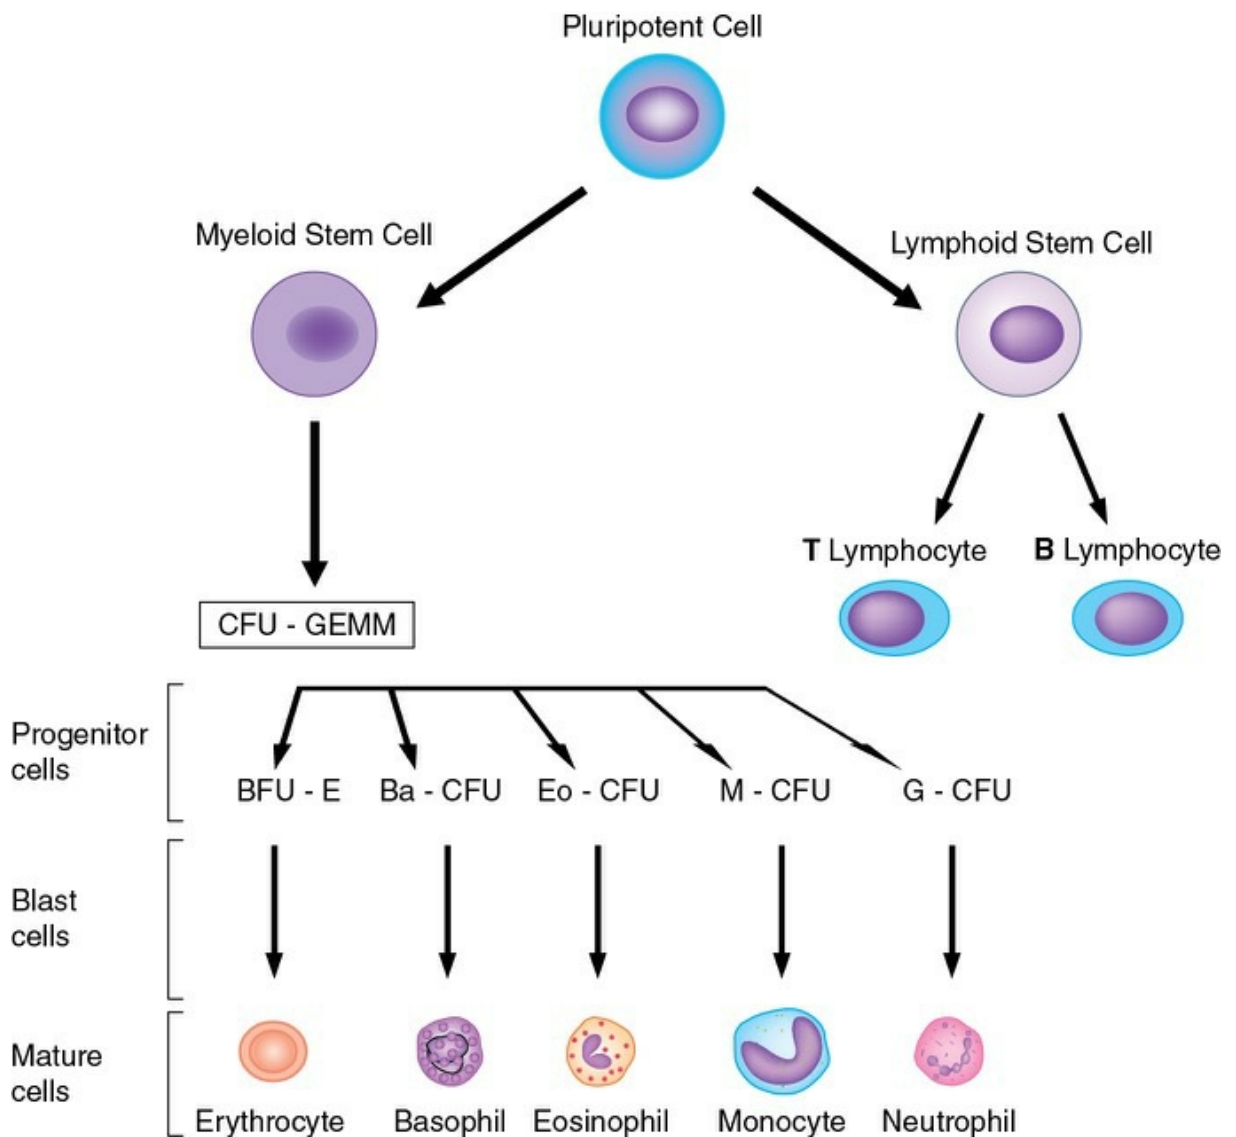 Pluripotent Cell
Myeloid Stem Cell
Lymphoid Stem Cell
T Lymphocyte
B Lymphocyte
CFU - GEMM
Progenitor
cells
BFU - E
Ba - CFU
Eo - CFU
M - CFU
G - CFU
Blast
cells
Mature
cells
Erythrocyte
Basophil
Eosinophil
Monocyte
Neutrophil